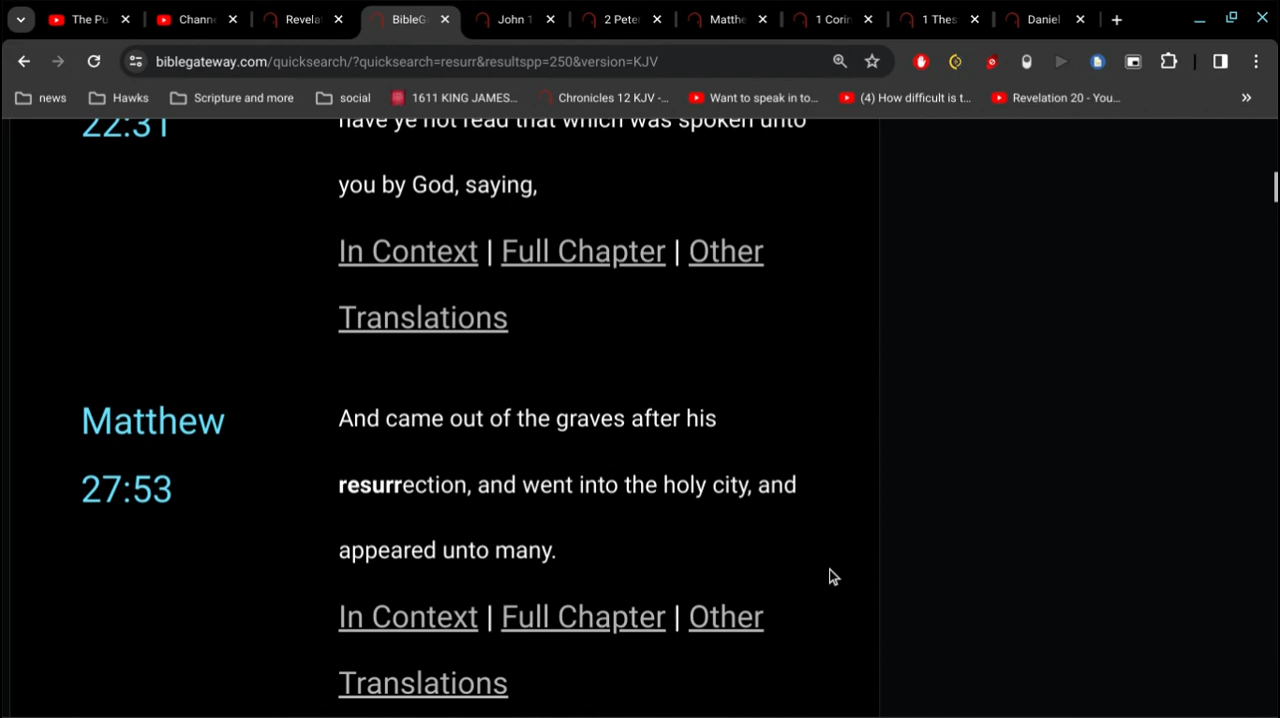 The Pu
Chann
Revela
BibleG
John 1
2 Pete
Matthe
1 Corin
1 Thes
Daniel
biblegateway.com/quicksearch/?quicksearch=resurr&resultspp=250&version=KJV
news
Hawks
Scripture and more
social
1611 KING JAMES...
Chronicles 12 KJV -...
Want to speak in to...
(4) How difficult is t...
Revelation 20 - You...
22:31
have ye not read that which was spoken unto
you by God, saying,
In Context | Full Chapter | Other
Translations
Matthew
27:53
And came out of the graves after his
resurrection, and went into the holy city, and
appeared unto many.
In Context | Full Chapter | Other
Translations